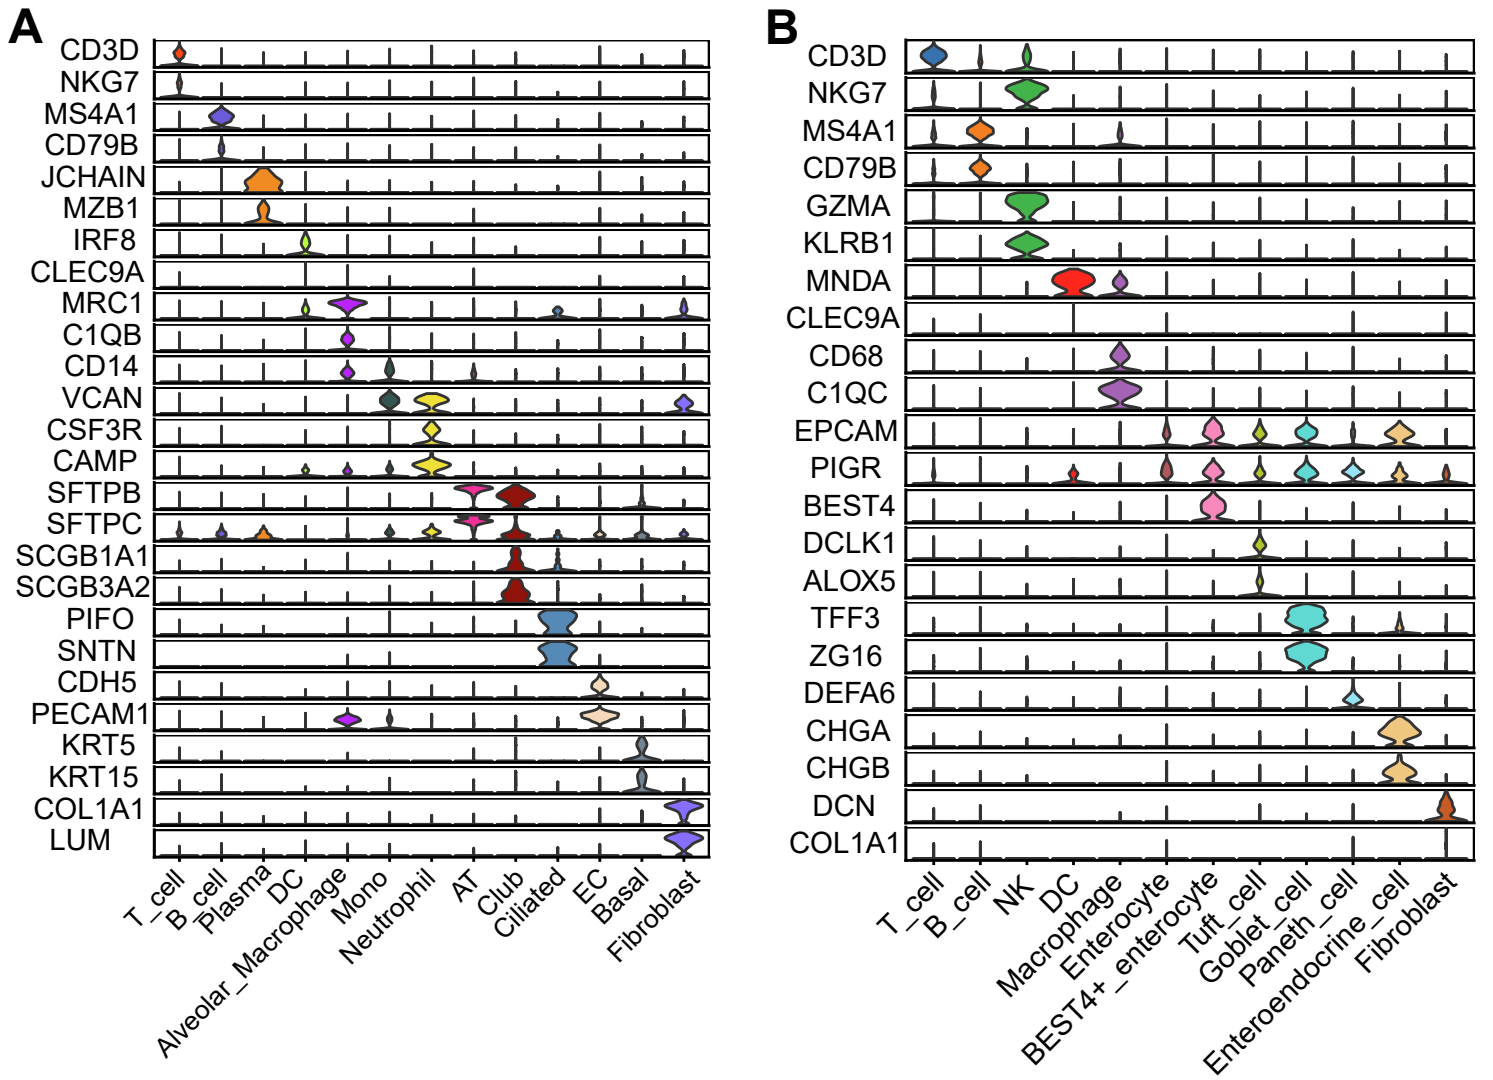 A
CD3D
NKG7
MS4A1
CD79B
JCHAIN
MZB1
IRF8
CLEC9A
MRC1
C1QB
CD14
VCAN
CSF3R
CAMP
SFTPB
SFTPC
SCGB1A1
SCGB3A2
PIFO
SNTN
CDH5
PECAM1
KRT5
KRT15
COL1A1
LUM
T_cell
B_cell
Plasma
DC
Alveolar_Macrophage
Mono
Neutrophil
AT
Club
Ciliated
EC
Basal
Fibroblast
B
CD3D
NKG7
MS4A1
CD79B
GZMA
KLRB1
MNDA
CLEC9A
CD68
C1QC
EPCAM
PIGR
BEST4
DCLK1
ALOX5
TFF3
ZG16
DEFA6
CHGA
CHGB
DCN
COL1A1
T_cell
B_cell
NK
DC
Macrophage
Enterocyte
BEST4+_enterocyte
Tuft_cell
Goblet_cell
Paneth_cell
Enteroendocrine_cell
Fibroblast